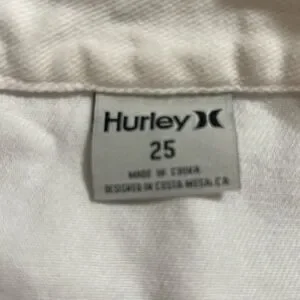 Hurley
25
MADE IN CHINA
DESIGNED IN COSTA MESA, CA